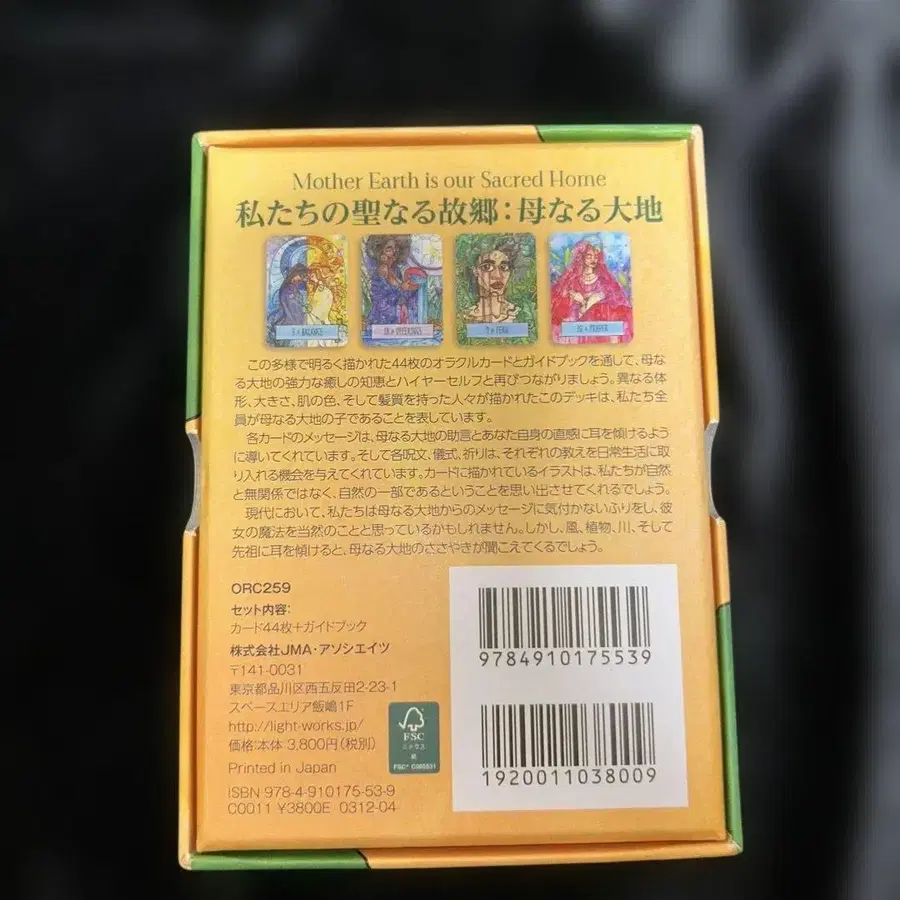 Mother Earth is our Sacred Home
私たちの聖なる故郷：母なる大地
5 * BALANCE
18 * OFFERINGS
7 * FERN
32 * PRAYER
この多様で明るく描かれた44枚のオラクルカードとガイドブックを通して、母な
る大地の強力な癒しの知恵とハイヤーセルフと再びつながりましょう。異なる体
形、大きさ、肌の色、そして髪質を持った人々が描かれたこのデッキは、私たち全
員が母なる大地の子であることを表しています。
各カードのメッセージは、母なる大地の助言とあなた自身の直感に耳を傾けるよう
に導いてくれています。そして各呪文、儀式、祈りは、それぞれの教えを日常生活に取
り入れる機会を与えてくれています。カードに描かれているイラストは、私たちが自然
と無関係ではなく、自然の一部であるということを思い出させてくれるでしょう。
現代において、私たちは母なる大地からのメッセージに気付かないふりをし、彼
女の魔法を当然のことと思っているかもしれません。しかし、風、植物、川、そして
先祖に耳を傾けると、母なる大地のささやきが聞こえてくるでしょう。
ORC259
セット内容：
カード44枚+ガイドブック
株式会社JMA・アソシエイツ
〒141-0031
東京都品川区西五反田2-23-1
スペースエリア飯嶋1F
http://light-works.jp/
価格：本体 3,800円（税別）
Printed in Japan
ISBN 978-4-910175-53-9
C0011 ¥3800E 0312-04
FSC
ミックス
紙
9784910175539
1920011038009